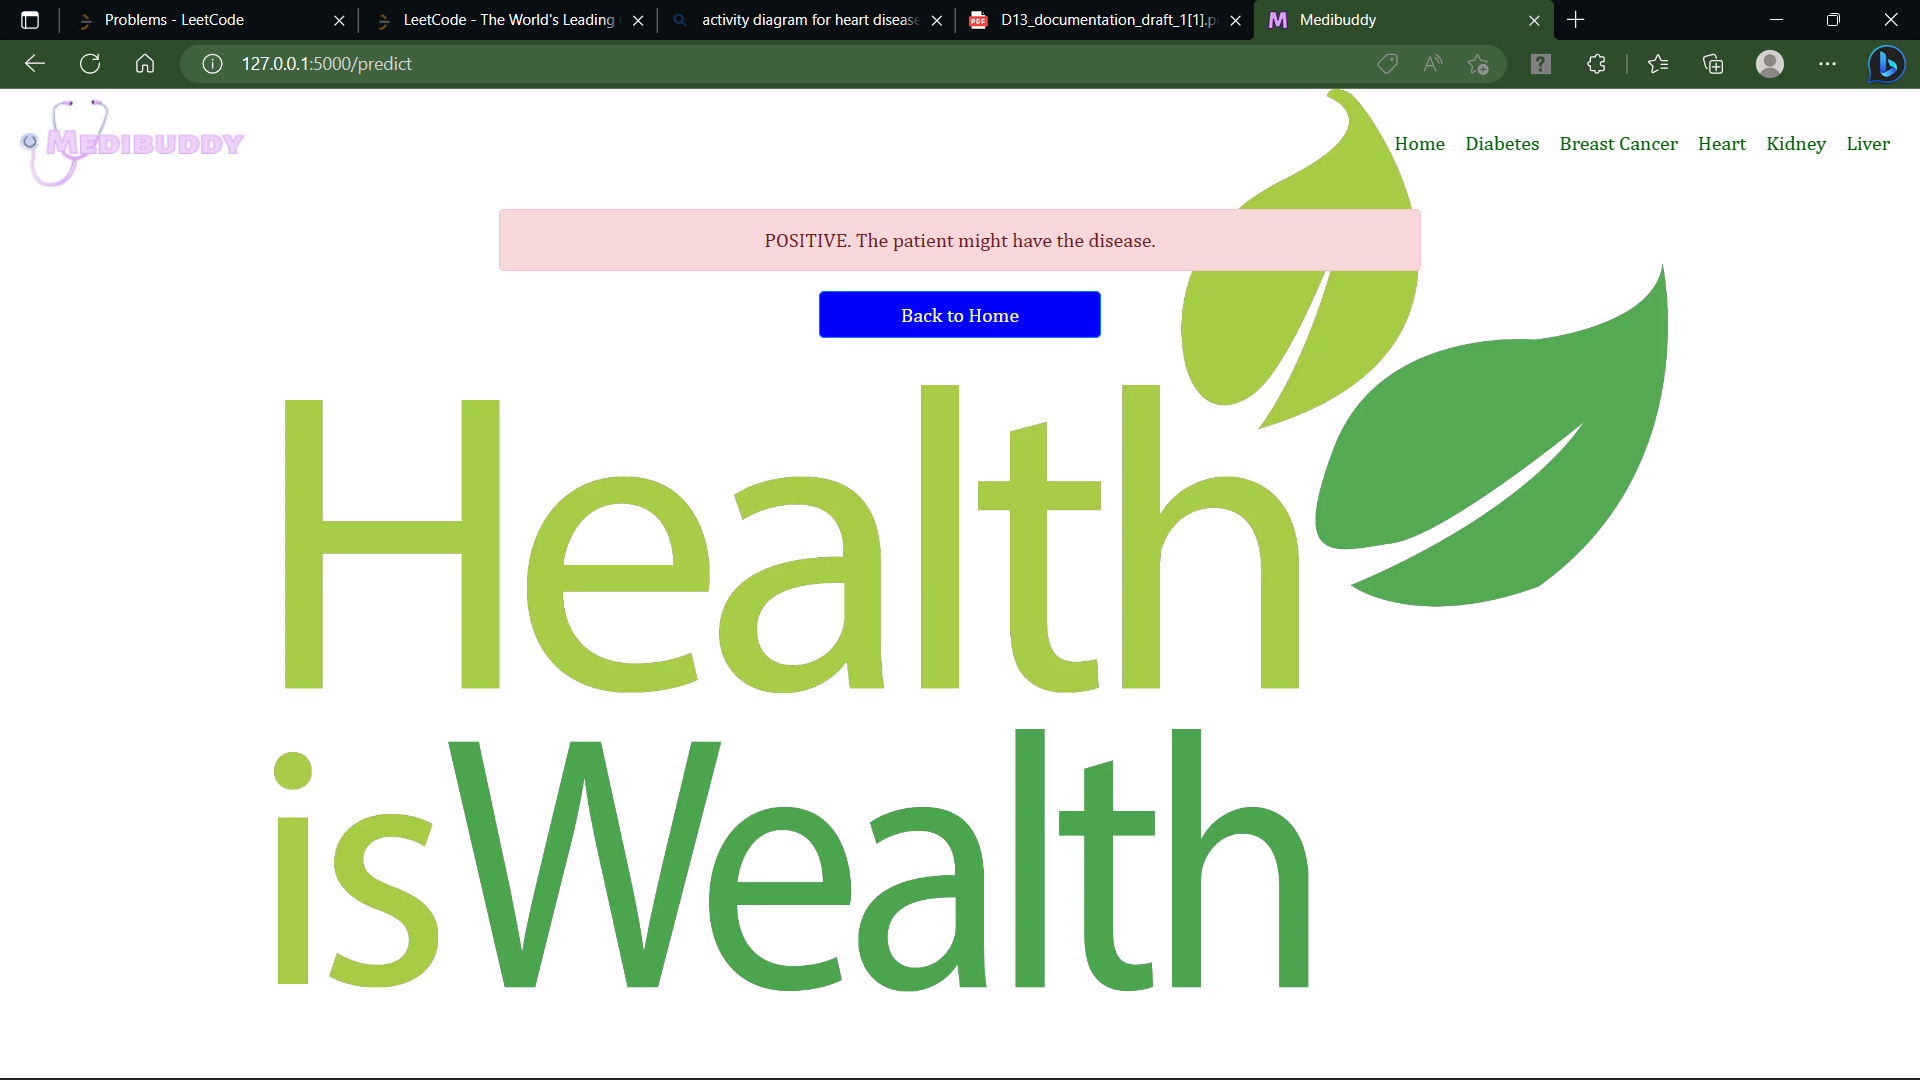 Problems - LeetCode
LeetCode - The World's Leading
activity diagram for heart disease
D13_documentation_draft_1[1].p
Medibuddy
127.0.0.1:5000/predict
MEDIBUDDY
Home Diabetes Breast Cancer Heart Kidney Liver
POSITIVE. The patient might have the disease.
Back to Home
Health
isWealth